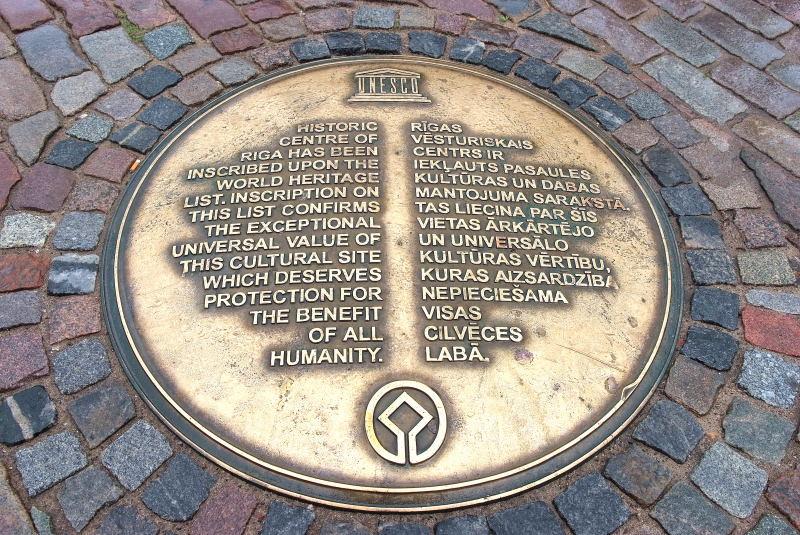 UNESCO
HISTORIC
CENTRE OF
RIGA HAS BEEN
INSCRIBED UPON THE
WORLD HERITAGE
LIST. INSCRIPTION ON
THIS LIST CONFIRMS
THE EXCEPTIONAL
UNIVERSAL VALUE OF
THIS CULTURAL SITE
WHICH DESERVES
PROTECTION FOR
THE BENEFIT
OF ALL
HUMANITY.
RĪGAS
VĒSTURISKAIS
CENTRS IR
IEKĻAUTS PASAULES
KULTŪRAS UN DABAS
MANTOJUMA SARAKSTĀ.
TAS LIECINA PAR ŠĪS
VIETAS ĀRKĀRTĒJO
UN UNIVERSĀLO
KULTŪRAS VĒRTĪBU,
KURAS AIZSARDZĪBA
NEPIECIEŠAMA
VISAS
CILVĒCES
LABĀ.